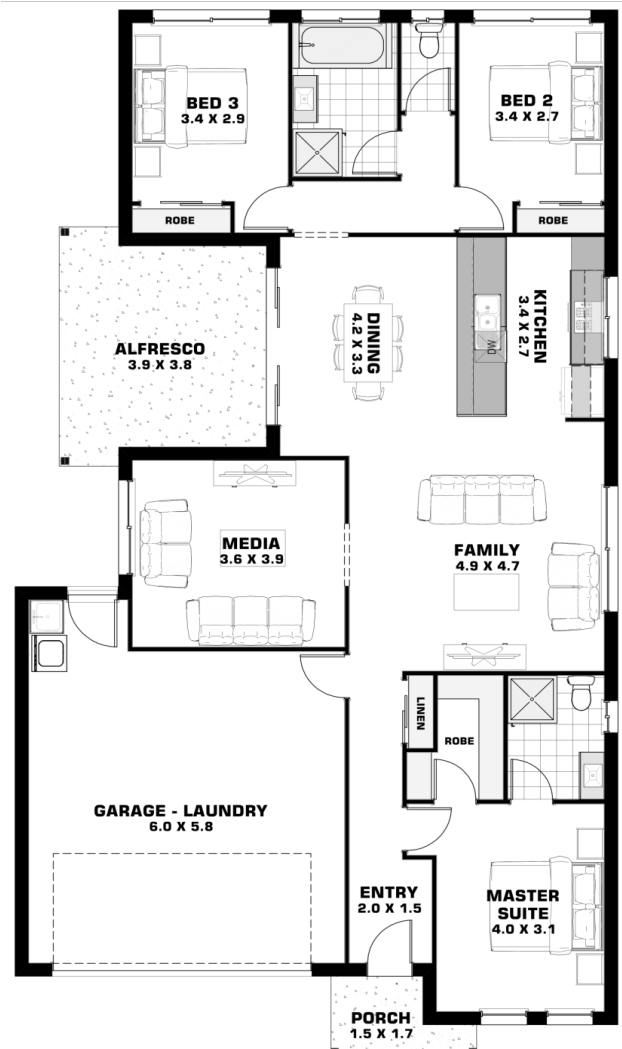 BED 3
3.4 X 2.9
BED 2
3.4 X 2.7
ROBE
ROBE
ALFRESCO
3.9 X 3.8
DINING
4.2 X 3.3
KITCHEN
3.4 X 2.7
DW
MEDIA
3.6 X 3.9
FAMILY
4.9 X 4.7
LINEN
ROBE
GARAGE - LAUNDRY
6.0 X 5.8
ENTRY
2.0 X 1.5
MASTER
SUITE
4.0 X 3.1
PORCH
1.5 X 1.7